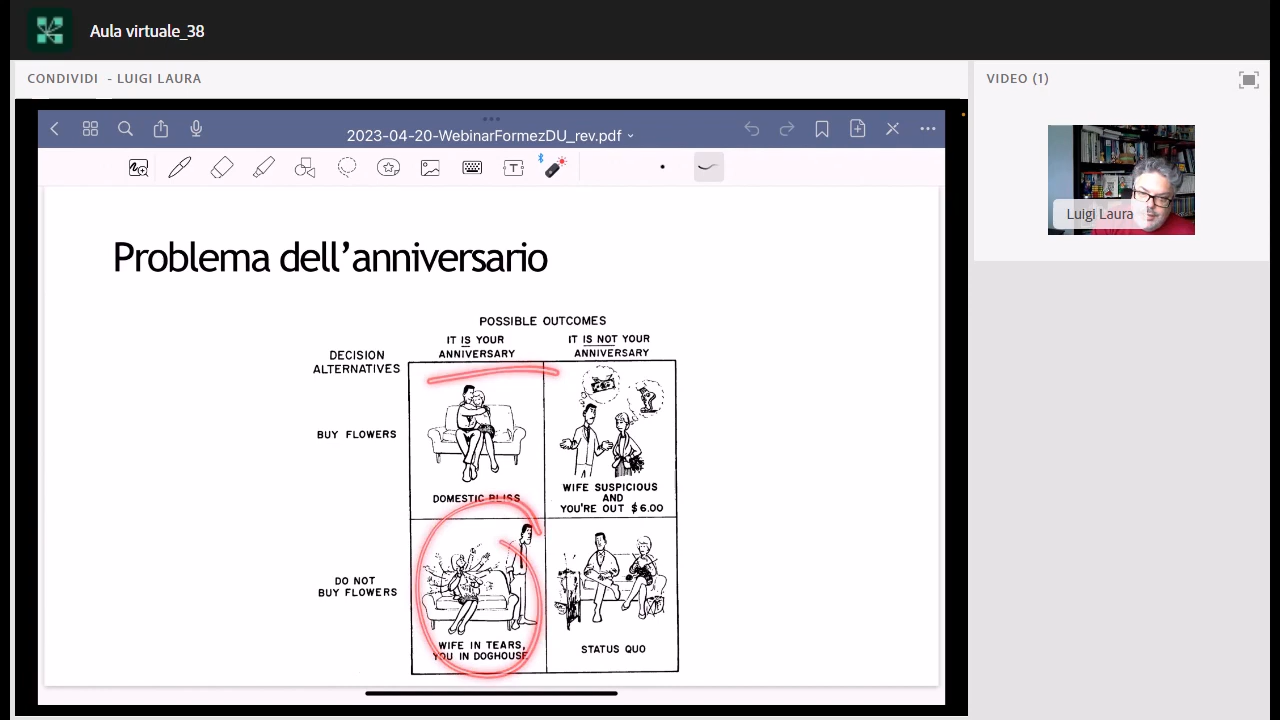 Aula virtuale_38
CONDIVIDI - LUIGI LAURA
VIDEO (1)
2023-04-20-WebinarFormezDU_rev.pdf
T
Luigi Laura
Problema dell'anniversario
POSSIBLE OUTCOMES
IT IS YOUR
ANNIVERSARY
IT IS NOT YOUR
ANNIVERSARY
DECISION
ALTERNATIVES
BUY FLOWERS
DOMESTIC BLISS
WIFE SUSPICIOUS
AND
YOU'RE OUT $6.00
DO NOT
BUY FLOWERS
WIFE IN TEARS,
YOU IN DOGHOUSE
STATUS QUO